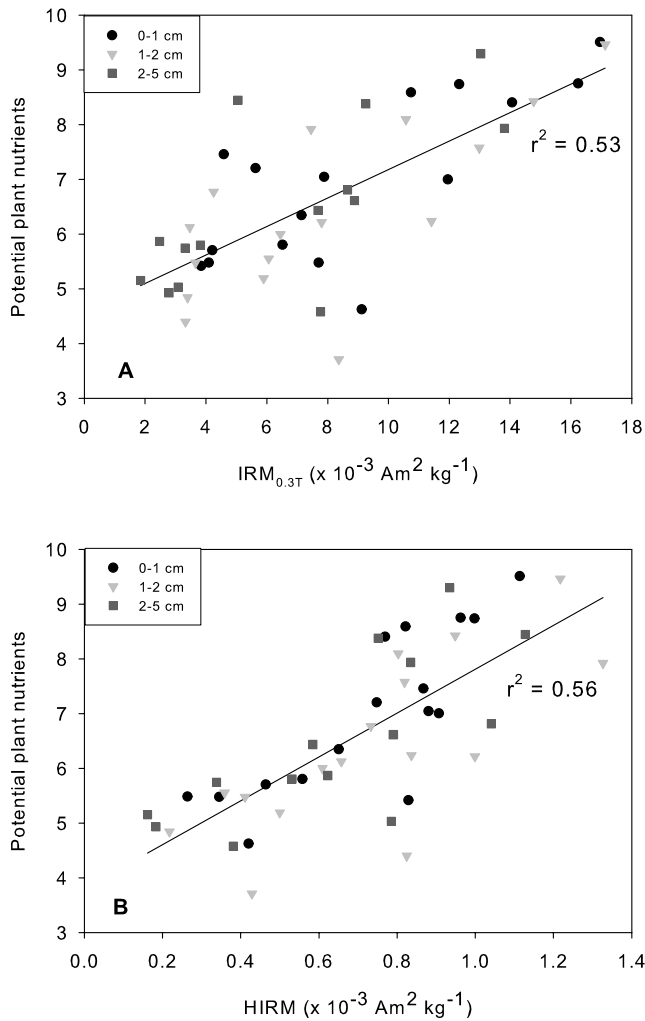 10
9
8
7
6
5
4
3
Potential plant nutrients
0-1 cm
1-2 cm
2-5 cm
r² = 0.53
A
0 2 4 6 8 10 12 14 16 18
IRM₀.₃T (x 10⁻³ Am² kg⁻¹)
10
9
8
7
6
5
4
3
Potential plant nutrients
0-1 cm
1-2 cm
2-5 cm
r² = 0.56
B
0.0 0.2 0.4 0.6 0.8 1.0 1.2 1.4
HIRM (x 10⁻³ Am² kg⁻¹)